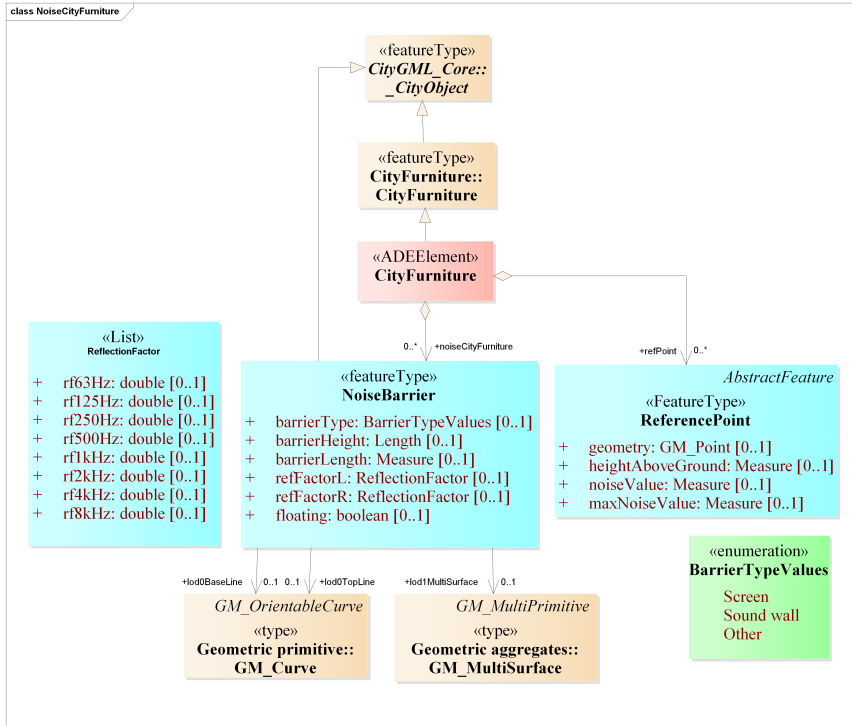 class NoiseCityFurniture
«featureType»
CityGML_Core::
_CityObject
«featureType»
CityFurniture::
CityFurniture
«ADEElement»
CityFurniture
0..*
+noiseCityFurniture
+refPoint
0..*
«List»
ReflectionFactor
+ rf63Hz: double [0..1]
+ rf125Hz: double [0..1]
+ rf250Hz: double [0..1]
+ rf500Hz: double [0..1]
+ rf1kHz: double [0..1]
+ rf2kHz: double [0..1]
+ rf4kHz: double [0..1]
+ rf8kHz: double [0..1]
«featureType»
NoiseBarrier
+ barrierType: BarrierTypeValues [0..1]
+ barrierHeight: Length [0..1]
+ barrierLength: Measure [0..1]
+ refFactorL: ReflectionFactor [0..1]
+ refFactorR: ReflectionFactor [0..1]
+ floating: boolean [0..1]
AbstractFeature
«FeatureType»
ReferencePoint
+ geometry: GM_Point [0..1]
+ heightAboveGround: Measure [0..1]
+ noiseValue: Measure [0..1]
+ maxNoiseValue: Measure [0..1]
«enumeration»
BarrierTypeValues
Screen
Sound wall
Other
+lod0BaseLine
0..1
0..1
+lod0TopLine
+lod1MultiSurface
0..1
GM_OrientableCurve
«type»
Geometric primitive::
GM_Curve
GM_MultiPrimitive
«type»
Geometric aggregates::
GM_MultiSurface